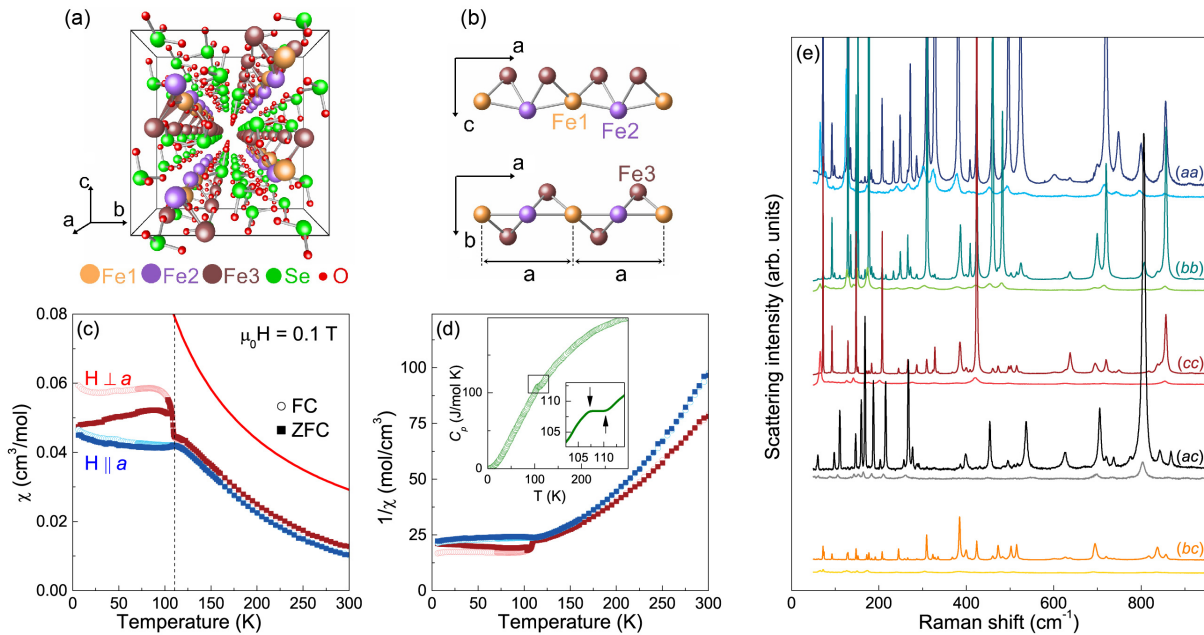 (a)
c
a
b
Fe1 Fe2 Fe3 Se O
(b)
a
c
Fe1
Fe2
a
Fe3
b
a
a
(c)
0.08
0.06
0.04
0.02
0.00
χ (cm³/mol)
μ₀H = 0.1 T
H ⊥ a
FC
ZFC
H || a
0 50 100 150 200 250 300
Temperature (K)
(d)
100
75
50
25
0
1/χ (mol/cm³)
100
0
Cₚ (J/mol K)
110
108
105
110
0 100 200
T (K)
0 50 100 150 200 250 300
Temperature (K)
(e)
Scattering intensity (arb. units)
(aa)
(bb)
(cc)
(ac)
(bc)
0 200 400 600 800
Raman shift (cm⁻¹)